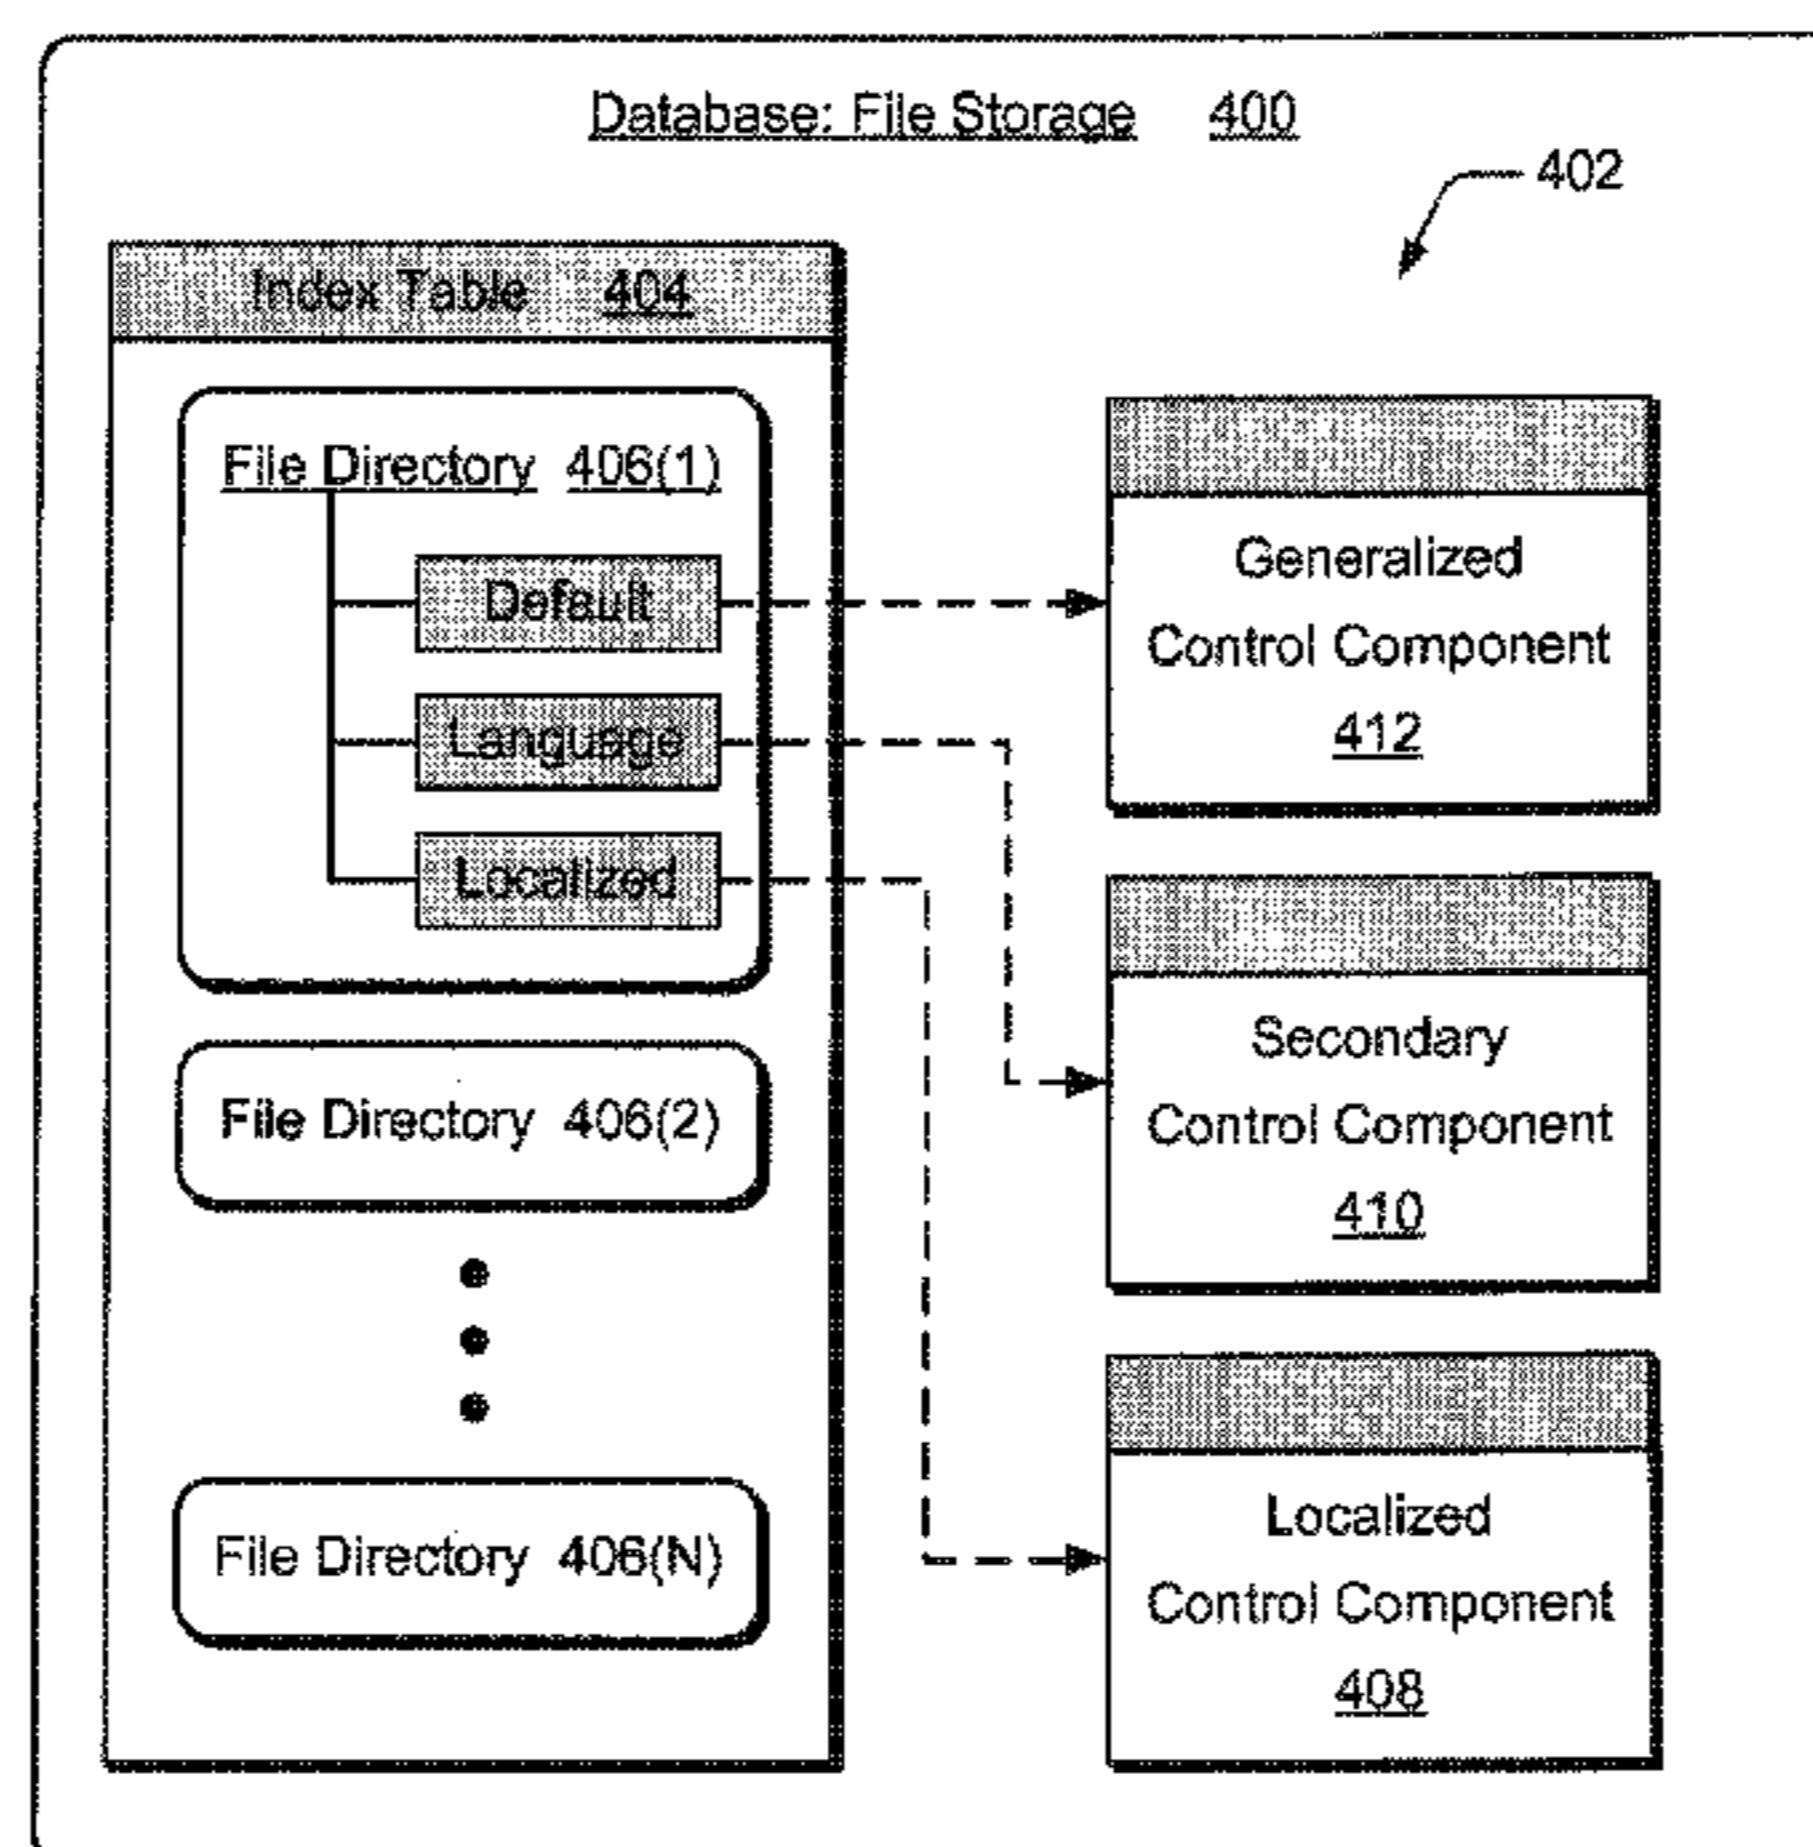 Database: File Storage 400
402
Index Table 404
File Directory 406(1)
Default
Language
Localized
File Directory 406(2)
File Directory 406(N)
Generalized
Control Component
412
Secondary
Control Component
410
Localized
Control Component
408